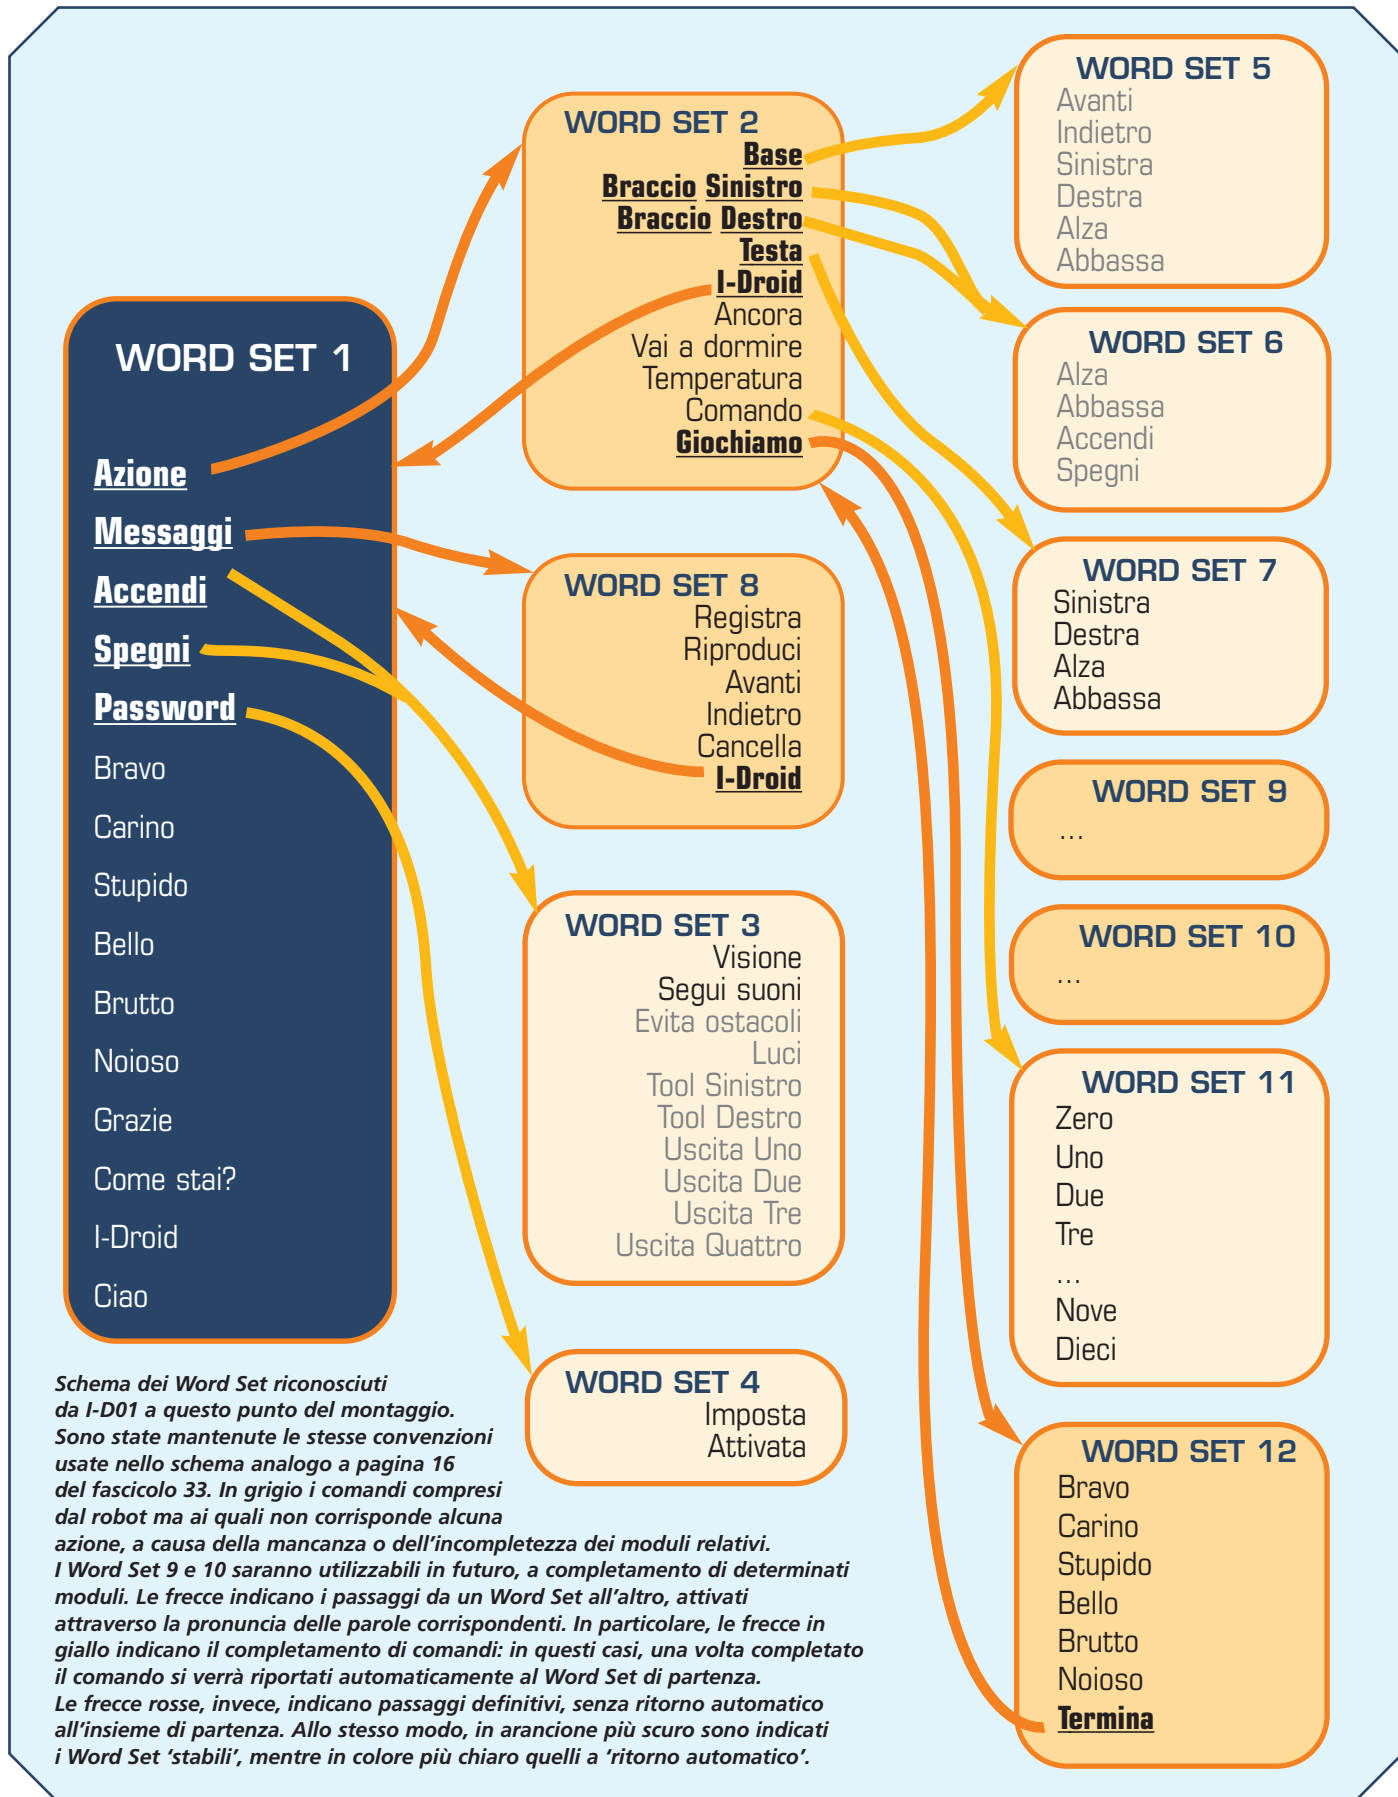 WORD SET 1
Azione
Messaggi
Accendi
Spegni
Password
Bravo
Carino
Stupido
Bello
Brutto
Noioso
Grazie
Come stai?
I-Droid
Ciao
WORD SET 2
Base
Braccio Sinistro
Braccio Destro
Testa
I-Droid
Ancora
Vai a dormire
Temperatura
Comando
Giochiamo
WORD SET 8
Registra
Riproduci
Avanti
Indietro
Cancella
I-Droid
WORD SET 3
Visione
Segui suoni
Evita ostacoli
Luci
Tool Sinistro
Tool Destro
Uscita Uno
Uscita Due
Uscita Tre
Uscita Quattro
WORD SET 4
Imposta
Attivata
WORD SET 5
Avanti
Indietro
Sinistra
Destra
Alza
Abbassa
WORD SET 6
Alza
Abbassa
Accendi
Spegni
WORD SET 7
Sinistra
Destra
Alza
Abbassa
WORD SET 9
...
WORD SET 10
...
WORD SET 11
Zero
Uno
Due
Tre
...
Nove
Dieci
WORD SET 12
Bravo
Carino
Stupido
Bello
Brutto
Noioso
Termina
Schema dei Word Set riconosciuti
da I-D01 a questo punto del montaggio.
Sono state mantenute le stesse convenzioni
usate nello schema analogo a pagina 16
del fascicolo 33. In grigio i comandi compresi
dal robot ma ai quali non corrisponde alcuna
azione, a causa della mancanza o dell'incompletezza dei moduli relativi.
I Word Set 9 e 10 saranno utilizzabili in futuro, a completamento di determinati
moduli. Le frecce indicano i passaggi da un Word Set all'altro, attivati
attraverso la pronuncia delle parole corrispondenti. In particolare, le frecce in
giallo indicano il completamento di comandi: in questi casi, una volta completato
il comando si verrà riportati automaticamente al Word Set di partenza.
Le frecce rosse, invece, indicano passaggi definitivi, senza ritorno automatico
all'insieme di partenza. Allo stesso modo, in arancione più scuro sono indicati
i Word Set 'stabili', mentre in colore più chiaro quelli a 'ritorno automatico'.